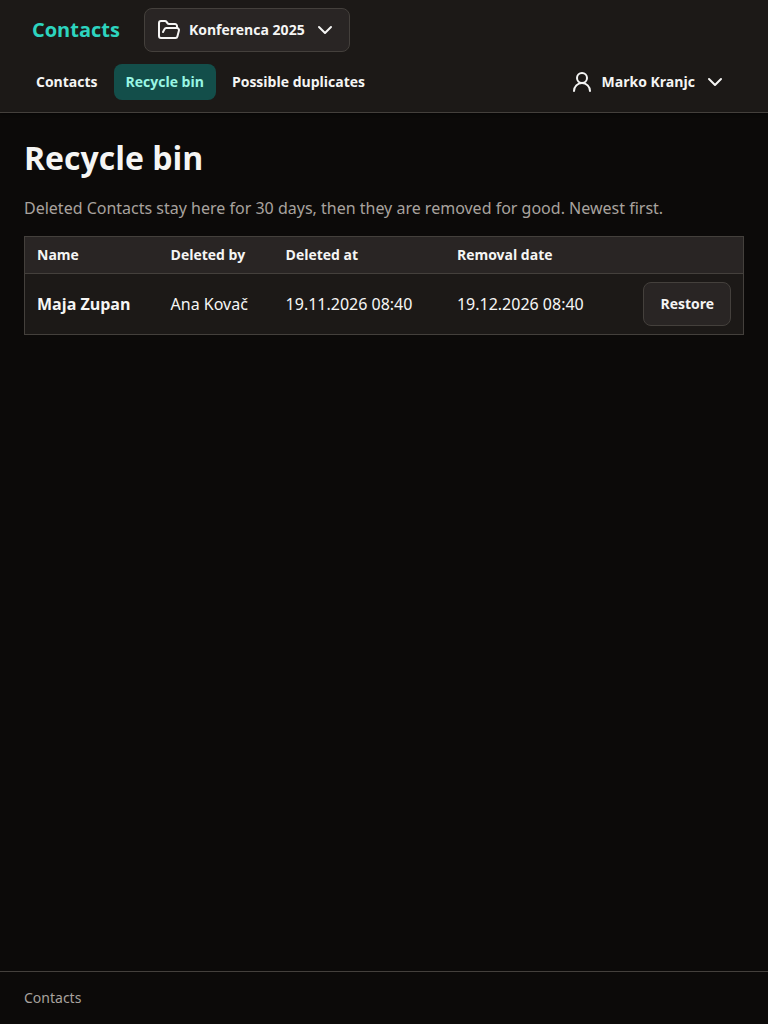 Contacts
Konferenca 2025
Contacts Recycle bin Possible duplicates Marko Kranjc
Recycle bin
Deleted Contacts stay here for 30 days, then they are removed for good. Newest first.
Name Deleted by Deleted at Removal date
Maja Zupan Ana Kovač 19.11.2026 08:40 19.12.2026 08:40 Restore
Contacts